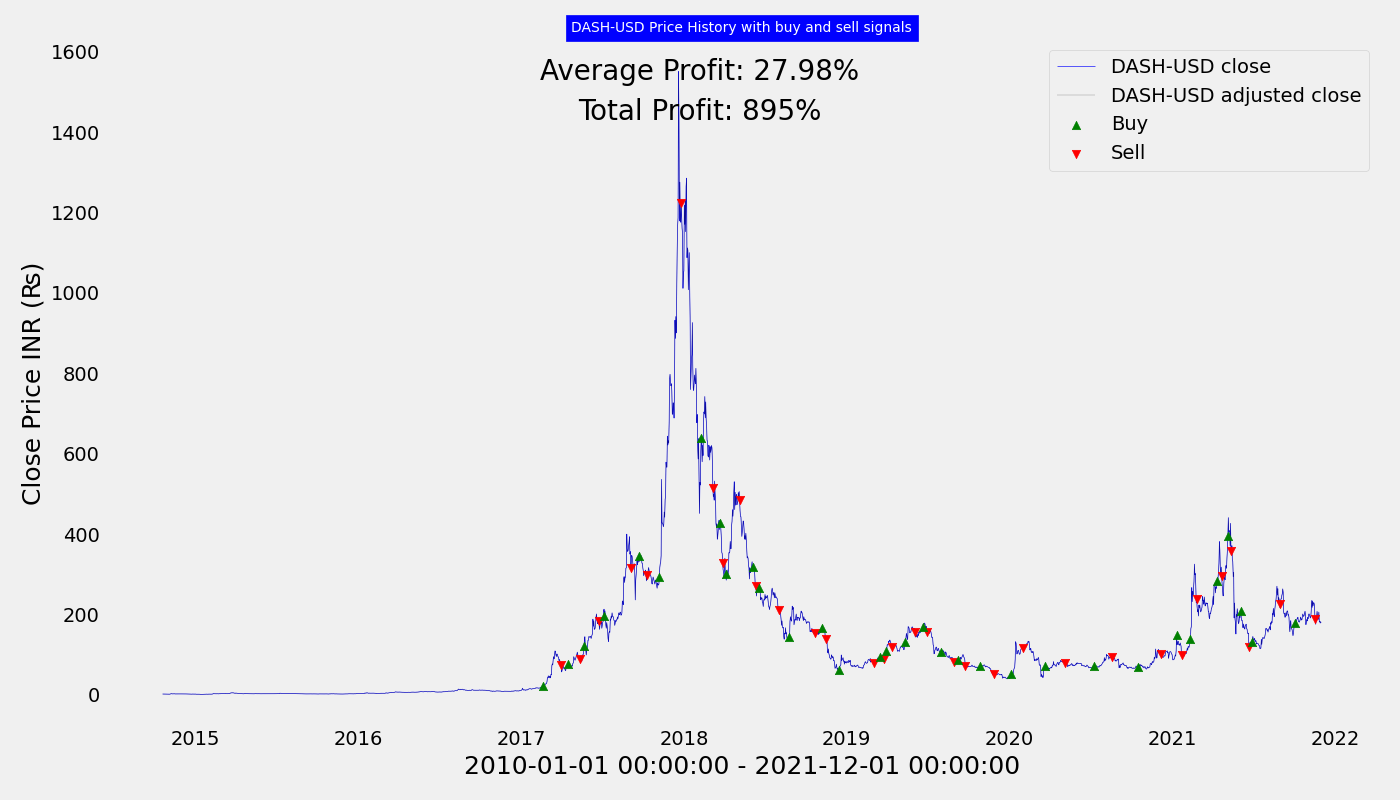 DASH-USD Price History with buy and sell signals
Average Profit: 27.98%
Total Profit: 895%
DASH-USD close
DASH-USD adjusted close
Buy
Sell
Close Price INR (₨)
1600
1400
1200
1000
800
600
400
200
0
2015 2016 2017 2018 2019 2020 2021 2022
2010-01-01 00:00:00 - 2021-12-01 00:00:00